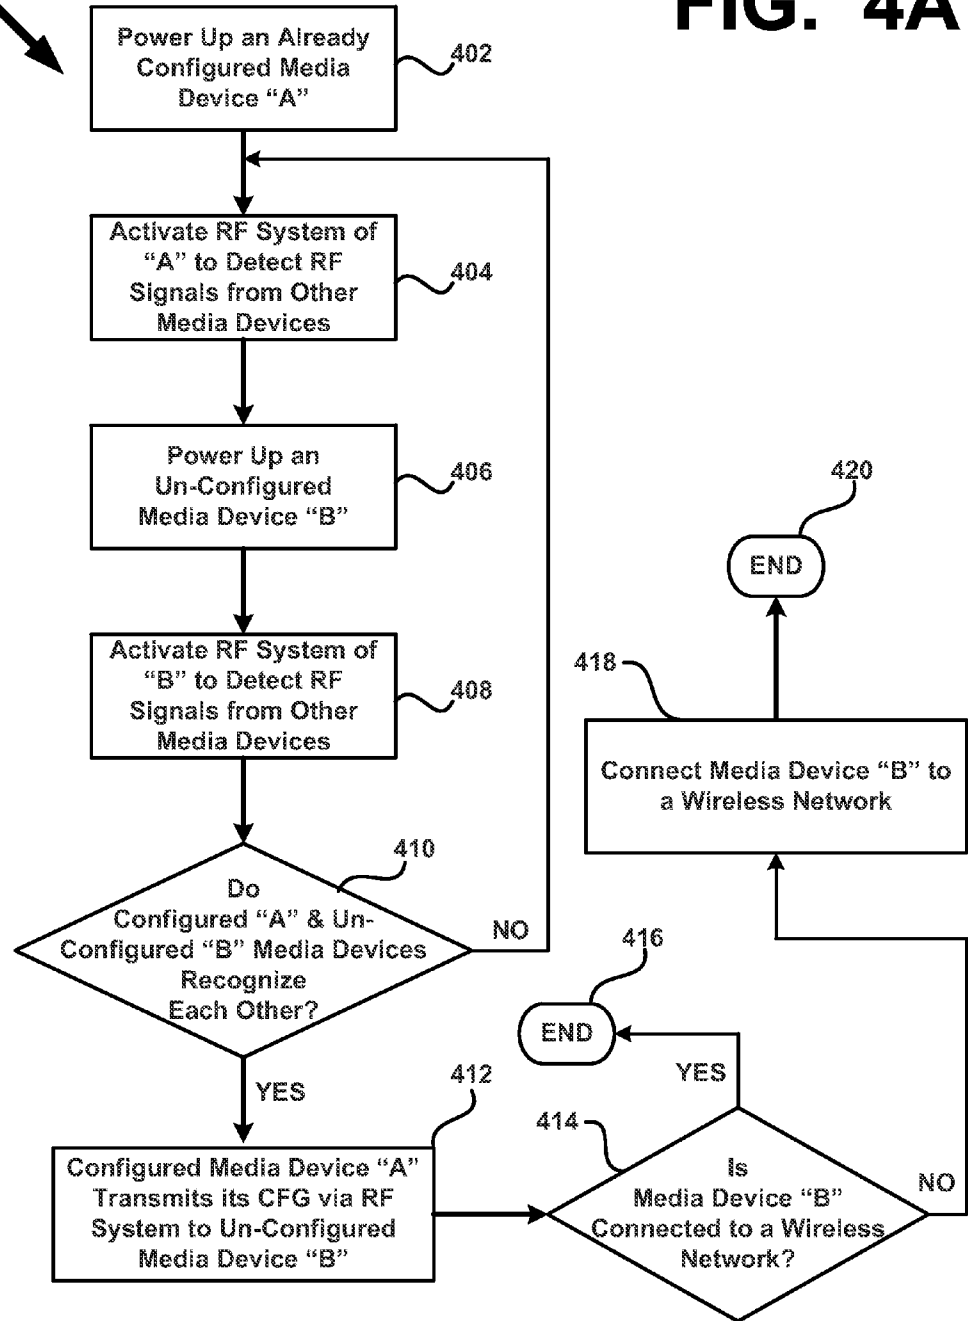 FIG. 4A
Power Up an Already
Configured Media
Device “A”
402
Activate RF System of
“A” to Detect RF
Signals from Other
Media Devices
404
Power Up an
Un-Configured
Media Device “B”
406
Activate RF System of
“B” to Detect RF
Signals from Other
Media Devices
408
Do
Configured “A” & Un-
Configured “B” Media Devices
Recognize
Each Other?
410
NO
YES
Configured Media Device “A”
Transmits its CFG via RF
System to Un-Configured
Media Device “B”
412
Is
Media Device “B”
Connected to a Wireless
Network?
414
YES
END
416
NO
Connect Media Device “B” to
a Wireless Network
418
END
420